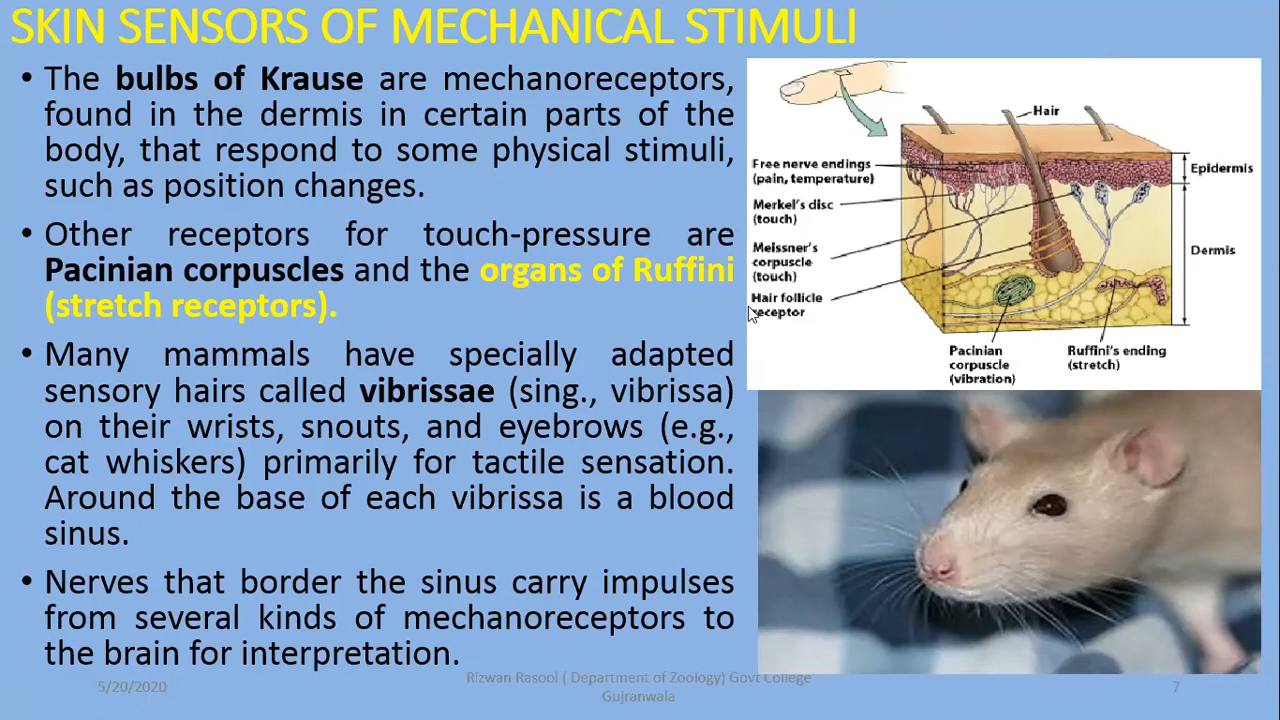 SKIN SENSORS OF MECHANICAL STIMULI
• The bulbs of Krause are mechanoreceptors,
found in the dermis in certain parts of the
body, that respond to some physical stimuli,
such as position changes.
• Other receptors for touch-pressure are
Pacinian corpuscles and the organs of Ruffini
(stretch receptors).
• Many mammals have specially adapted
sensory hairs called vibrissae (sing., vibrissa)
on their wrists, snouts, and eyebrows (e.g.,
cat whiskers) primarily for tactile sensation.
Around the base of each vibrissa is a blood
sinus.
• Nerves that border the sinus carry impulses
from several kinds of mechanoreceptors to
the brain for interpretation.
Hair
Free nerve endings
(pain, temperature)
Merkel's disc
(touch)
Meissner's
corpuscle
(touch)
Hair follicle
receptor
Pacinian
corpuscle
(vibration)
Ruffini's ending
(stretch)
Epidermis
Dermis
5/20/2020
Rizwan Rasool ( Department of Zoology) Govt College
Gujranwala
7